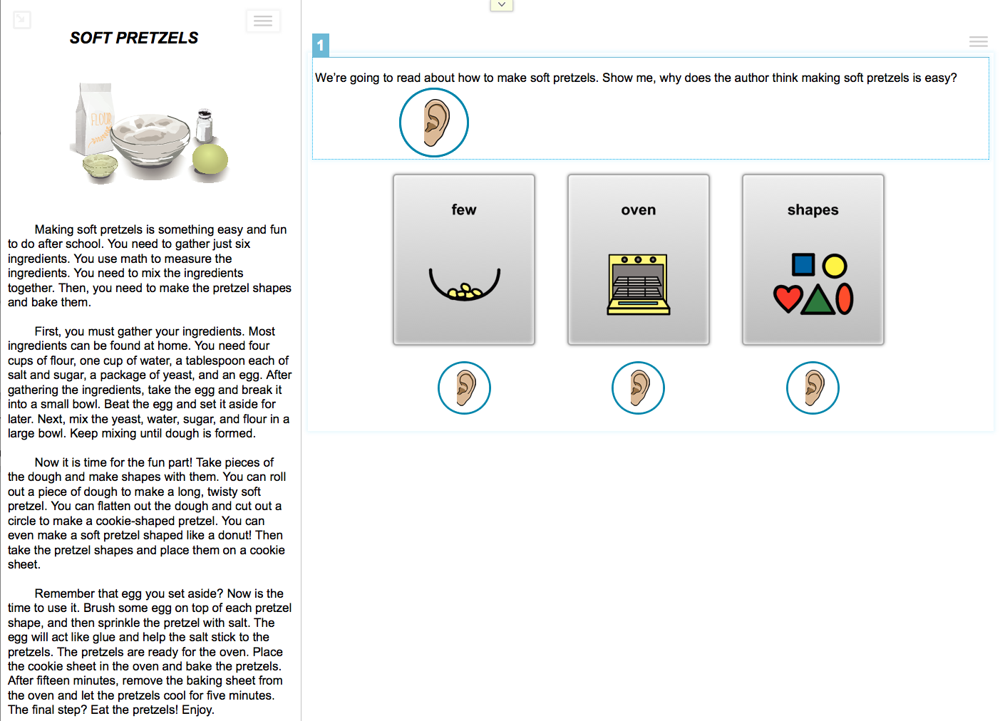 SOFT PRETZELS
FLOUR
Making soft pretzels is something easy and fun
to do after school. You need to gather just six
ingredients. You use math to measure the
ingredients. You need to mix the ingredients
together. Then, you need to make the pretzel shapes
and bake them.
First, you must gather your ingredients. Most
ingredients can be found at home. You need four
cups of flour, one cup of water, a tablespoon each of
salt and sugar, a package of yeast, and an egg. After
gathering the ingredients, take the egg and break it
into a small bowl. Beat the egg and set it aside for
later. Next, mix the yeast, water, sugar, and flour in a
large bowl. Keep mixing until dough is formed.
Now it is time for the fun part! Take pieces of
the dough and make shapes with them. You can roll
out a piece of dough to make a long, twisty soft
pretzel. You can flatten out the dough and cut out a
circle to make a cookie-shaped pretzel. You can
even make a soft pretzel shaped like a donut! Then
take the pretzel shapes and place them on a cookie
sheet.
Remember that egg you set aside? Now is the
time to use it. Brush some egg on top of each pretzel
shape, and then sprinkle the pretzel with salt. The
egg will act like glue and help the salt stick to the
pretzels. The pretzels are ready for the oven. Place
the cookie sheet in the oven and bake the pretzels.
After fifteen minutes, remove the baking sheet from
the oven and let the pretzels cool for five minutes.
The final step? Eat the pretzels! Enjoy.
1
We're going to read about how to make soft pretzels. Show me, why does the author think making soft pretzels is easy?
few
oven
shapes